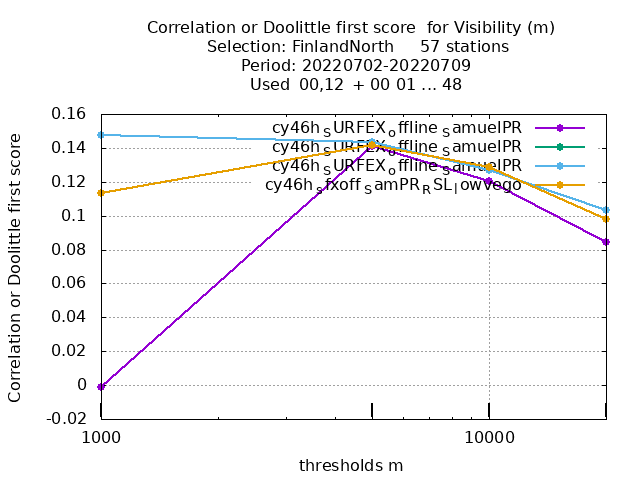 Correlation or Doolittle first score for Visibility (m)
Selection: FinlandNorth 57 stations
Period: 20220702-20220709
Used 00,12 + 00 01 ... 48
Correlation or Doolittle first score
0.16
0.14
0.12
0.1
0.08
0.06
0.04
0.02
0
-0.02
cy46h_SURFEX_offline_SamuelPR
cy46h_SURFEX_offline_SamuelPR
cy46h_SURFEX_offline_SamuelPR
cy46h_sfxoff_SamPR_RSL_lowVego
1000 10000
thresholds m